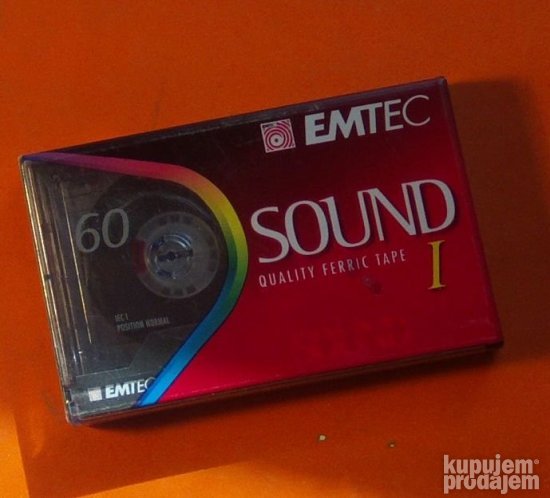 EMTEC
60
SOUND
QUALITY FERRIC TAPE I
IEC I
POSITION NORMAL
EMTEC
kupujem
prodajem